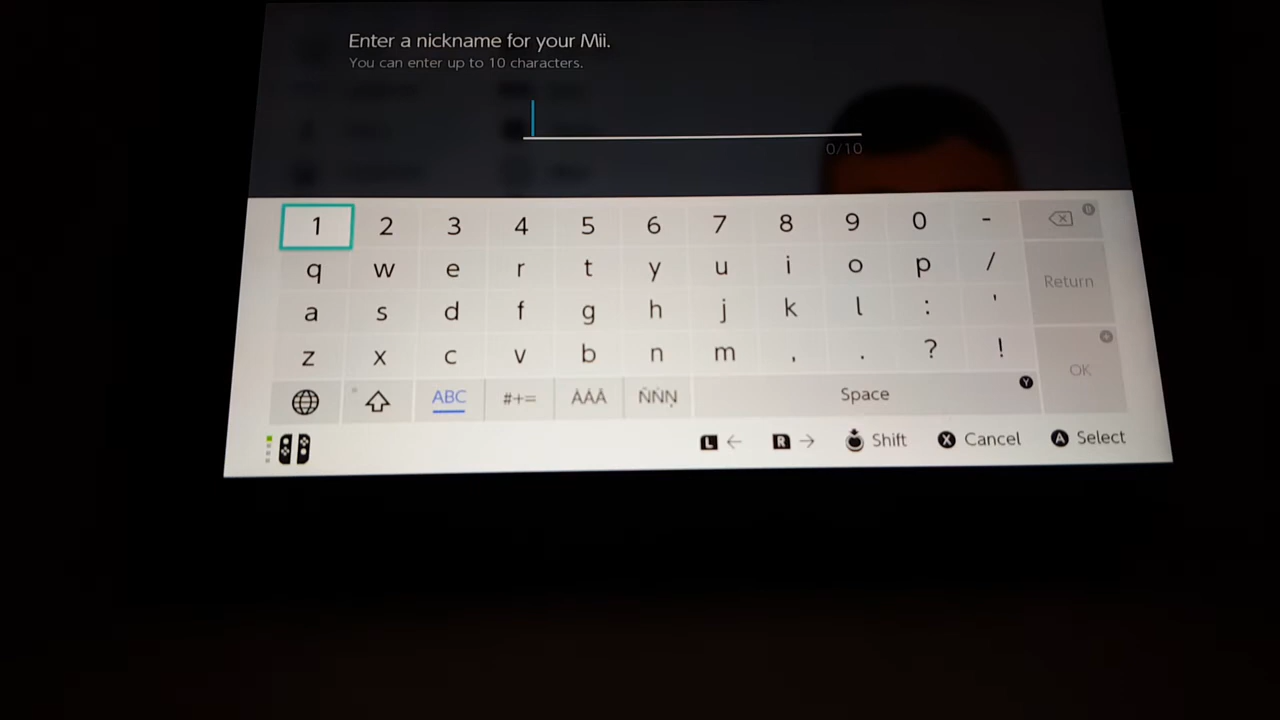 Enter a nickname for your Mii.
You can enter up to 10 characters.
0/10
1 2 3 4 5 6 7 8 9 0 -
q w e r t y u i o p / Return
a s d f g h j k l : '
z x c v b n m , . ? ! OK
ABC #+= ÀÁÂ ÑŃŅ Space Y
L ← R → Shift X Cancel A Select